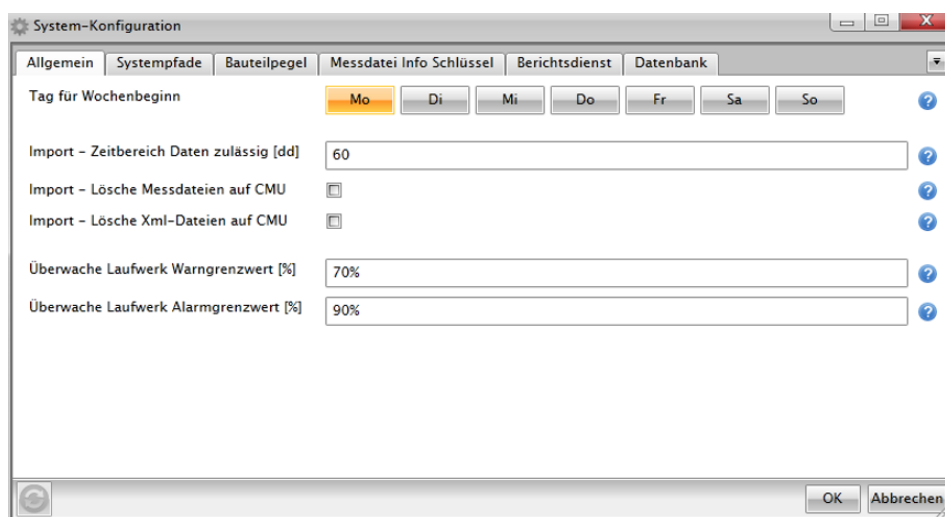 System-Konfiguration
Allgemein Systempfade Bauteilpegel Messdatei Info Schlüssel Berichtsdienst Datenbank
Tag für Wochenbeginn Mo Di Mi Do Fr Sa So ?
Import - Zeitbereich Daten zulässig [dd] 60 ?
Import - Lösche Messdateien auf CMU ?
Import - Lösche Xml-Dateien auf CMU ?
Überwache Laufwerk Warngrenzwert [%] 70% ?
Überwache Laufwerk Alarmgrenzwert [%] 90% ?
OK Abbrechen